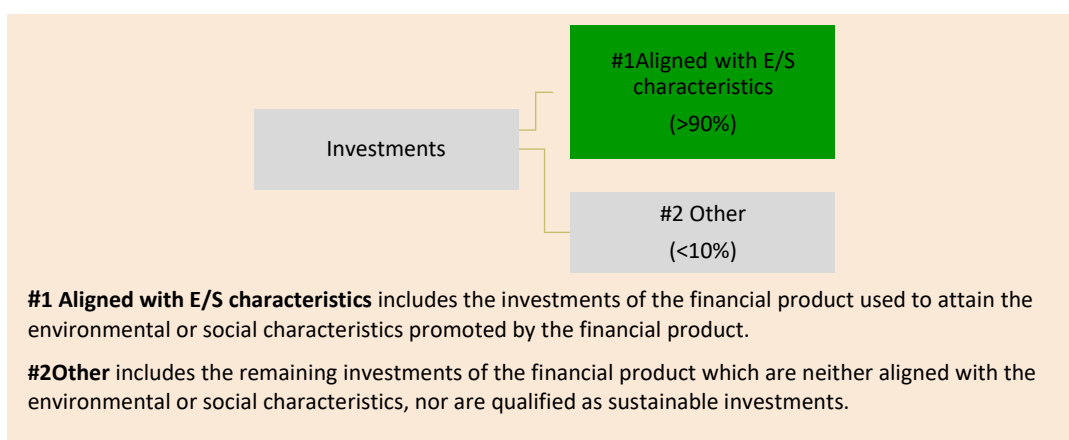 #1Aligned with E/S
characteristics
(>90%)
Investments
#2 Other
(<10%)
#1 Aligned with E/S characteristics includes the investments of the financial product used to attain the
environmental or social characteristics promoted by the financial product.
#2Other includes the remaining investments of the financial product which are neither aligned with the
environmental or social characteristics, nor are qualified as sustainable investments.